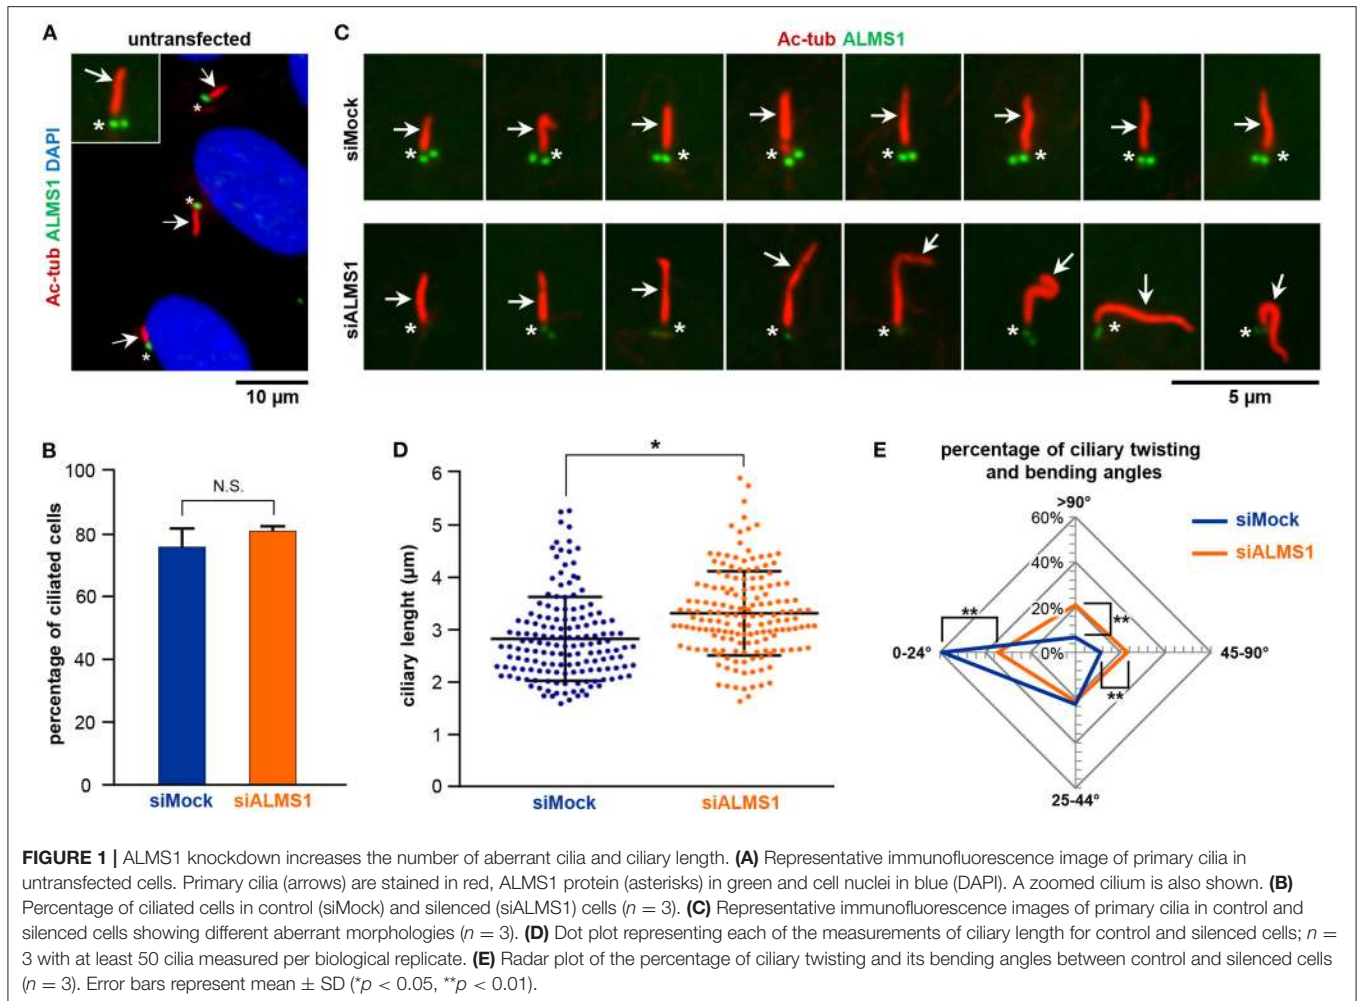 A
untransfected
Ac-tub ALMS1 DAPI
*
*
*
*
10 µm
C
Ac-tub ALMS1
siMock
* * * * * * * *
siALMS1
* * * * * * * *
5 µm
B
percentage of ciliated cells
100
80
60
40
20
0
N.S.
siMock siALMS1
D
ciliary lenght (µm)
6
5
4
3
2
1
0
*
siMock siALMS1
E
percentage of ciliary twisting
and bending angles
>90°
60%
40%
20%
0%
0-24°
45-90°
25-44°
**
**
**
siMock
siALMS1
FIGURE 1 | ALMS1 knockdown increases the number of aberrant cilia and ciliary length. (A) Representative immunofluorescence image of primary cilia in
untransfected cells. Primary cilia (arrows) are stained in red, ALMS1 protein (asterisks) in green and cell nuclei in blue (DAPI). A zoomed cilium is also shown. (B)
Percentage of ciliated cells in control (siMock) and silenced (siALMS1) cells (n = 3). (C) Representative immunofluorescence images of primary cilia in control and
silenced cells showing different aberrant morphologies (n = 3). (D) Dot plot representing each of the measurements of ciliary length for control and silenced cells; n =
3 with at least 50 cilia measured per biological replicate. (E) Radar plot of the percentage of ciliary twisting and its bending angles between control and silenced cells
(n = 3). Error bars represent mean ± SD (*p < 0.05, **p < 0.01).